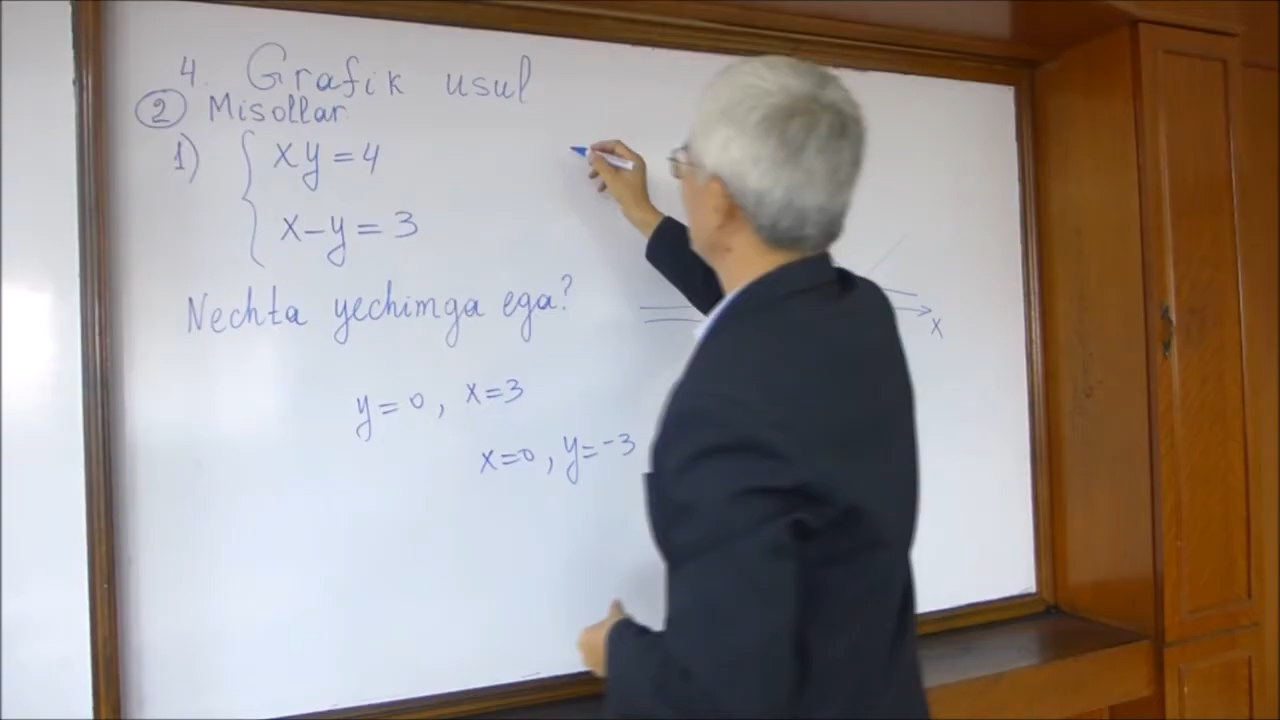 4. Grafik usul
2 Misollar
1) { xy = 4
x - y = 3
Nechta yechimga ega?
y = 0, x = 3
x = 0, y = -3
x